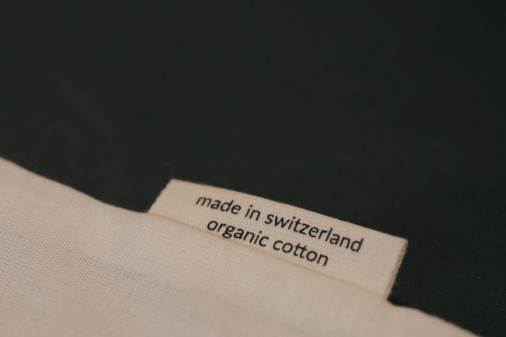 made in switzerland
organic cotton